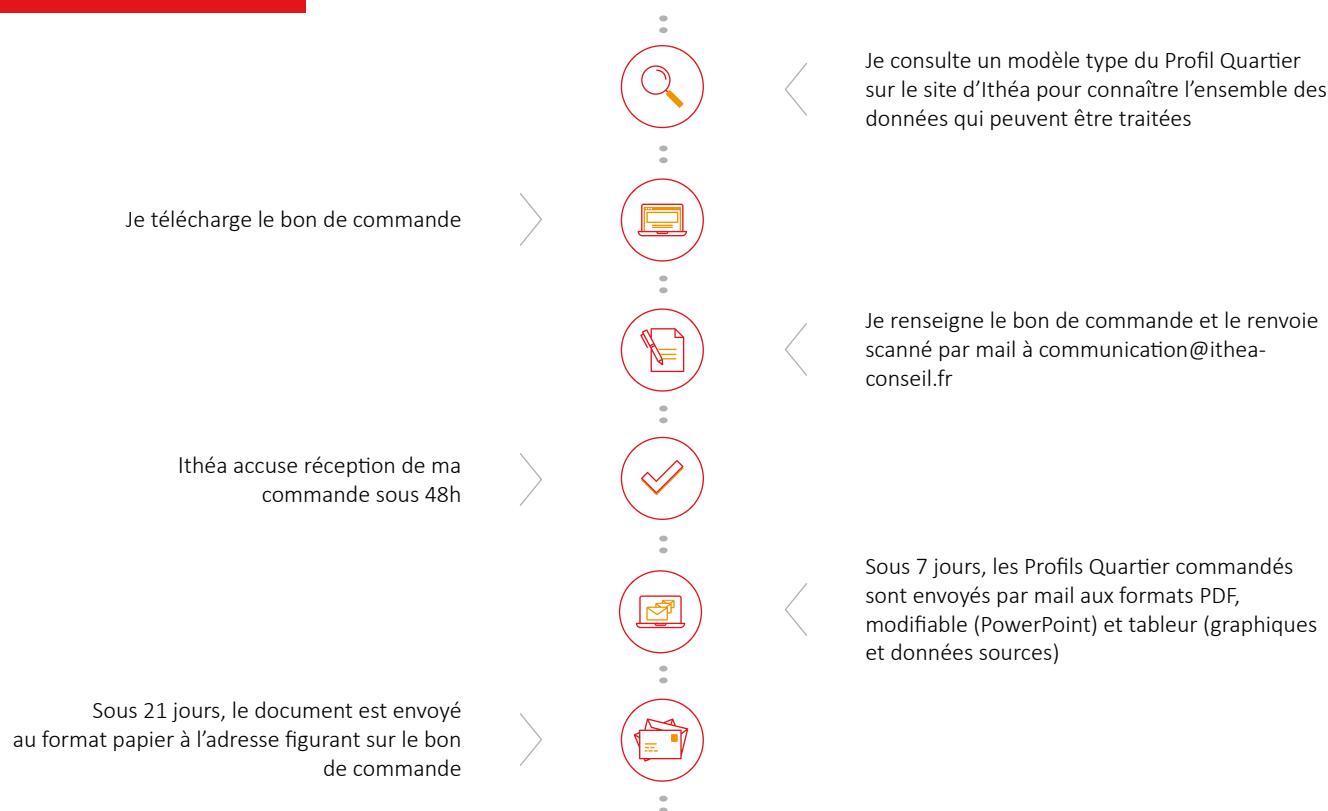 Je consulte un modèle type du Profil Quartier
sur le site d’Ithéa pour connaître l’ensemble des
données qui peuvent être traitées
Je télécharge le bon de commande
Je renseigne le bon de commande et le renvoie
scanné par mail à communication@ithea-
conseil.fr
Ithéa accuse réception de ma
commande sous 48h
Sous 7 jours, les Profils Quartier commandés
sont envoyés par mail aux formats PDF,
modifiable (PowerPoint) et tableur (graphiques
et données sources)
Sous 21 jours, le document est envoyé
au format papier à l’adresse figurant sur le bon
de commande